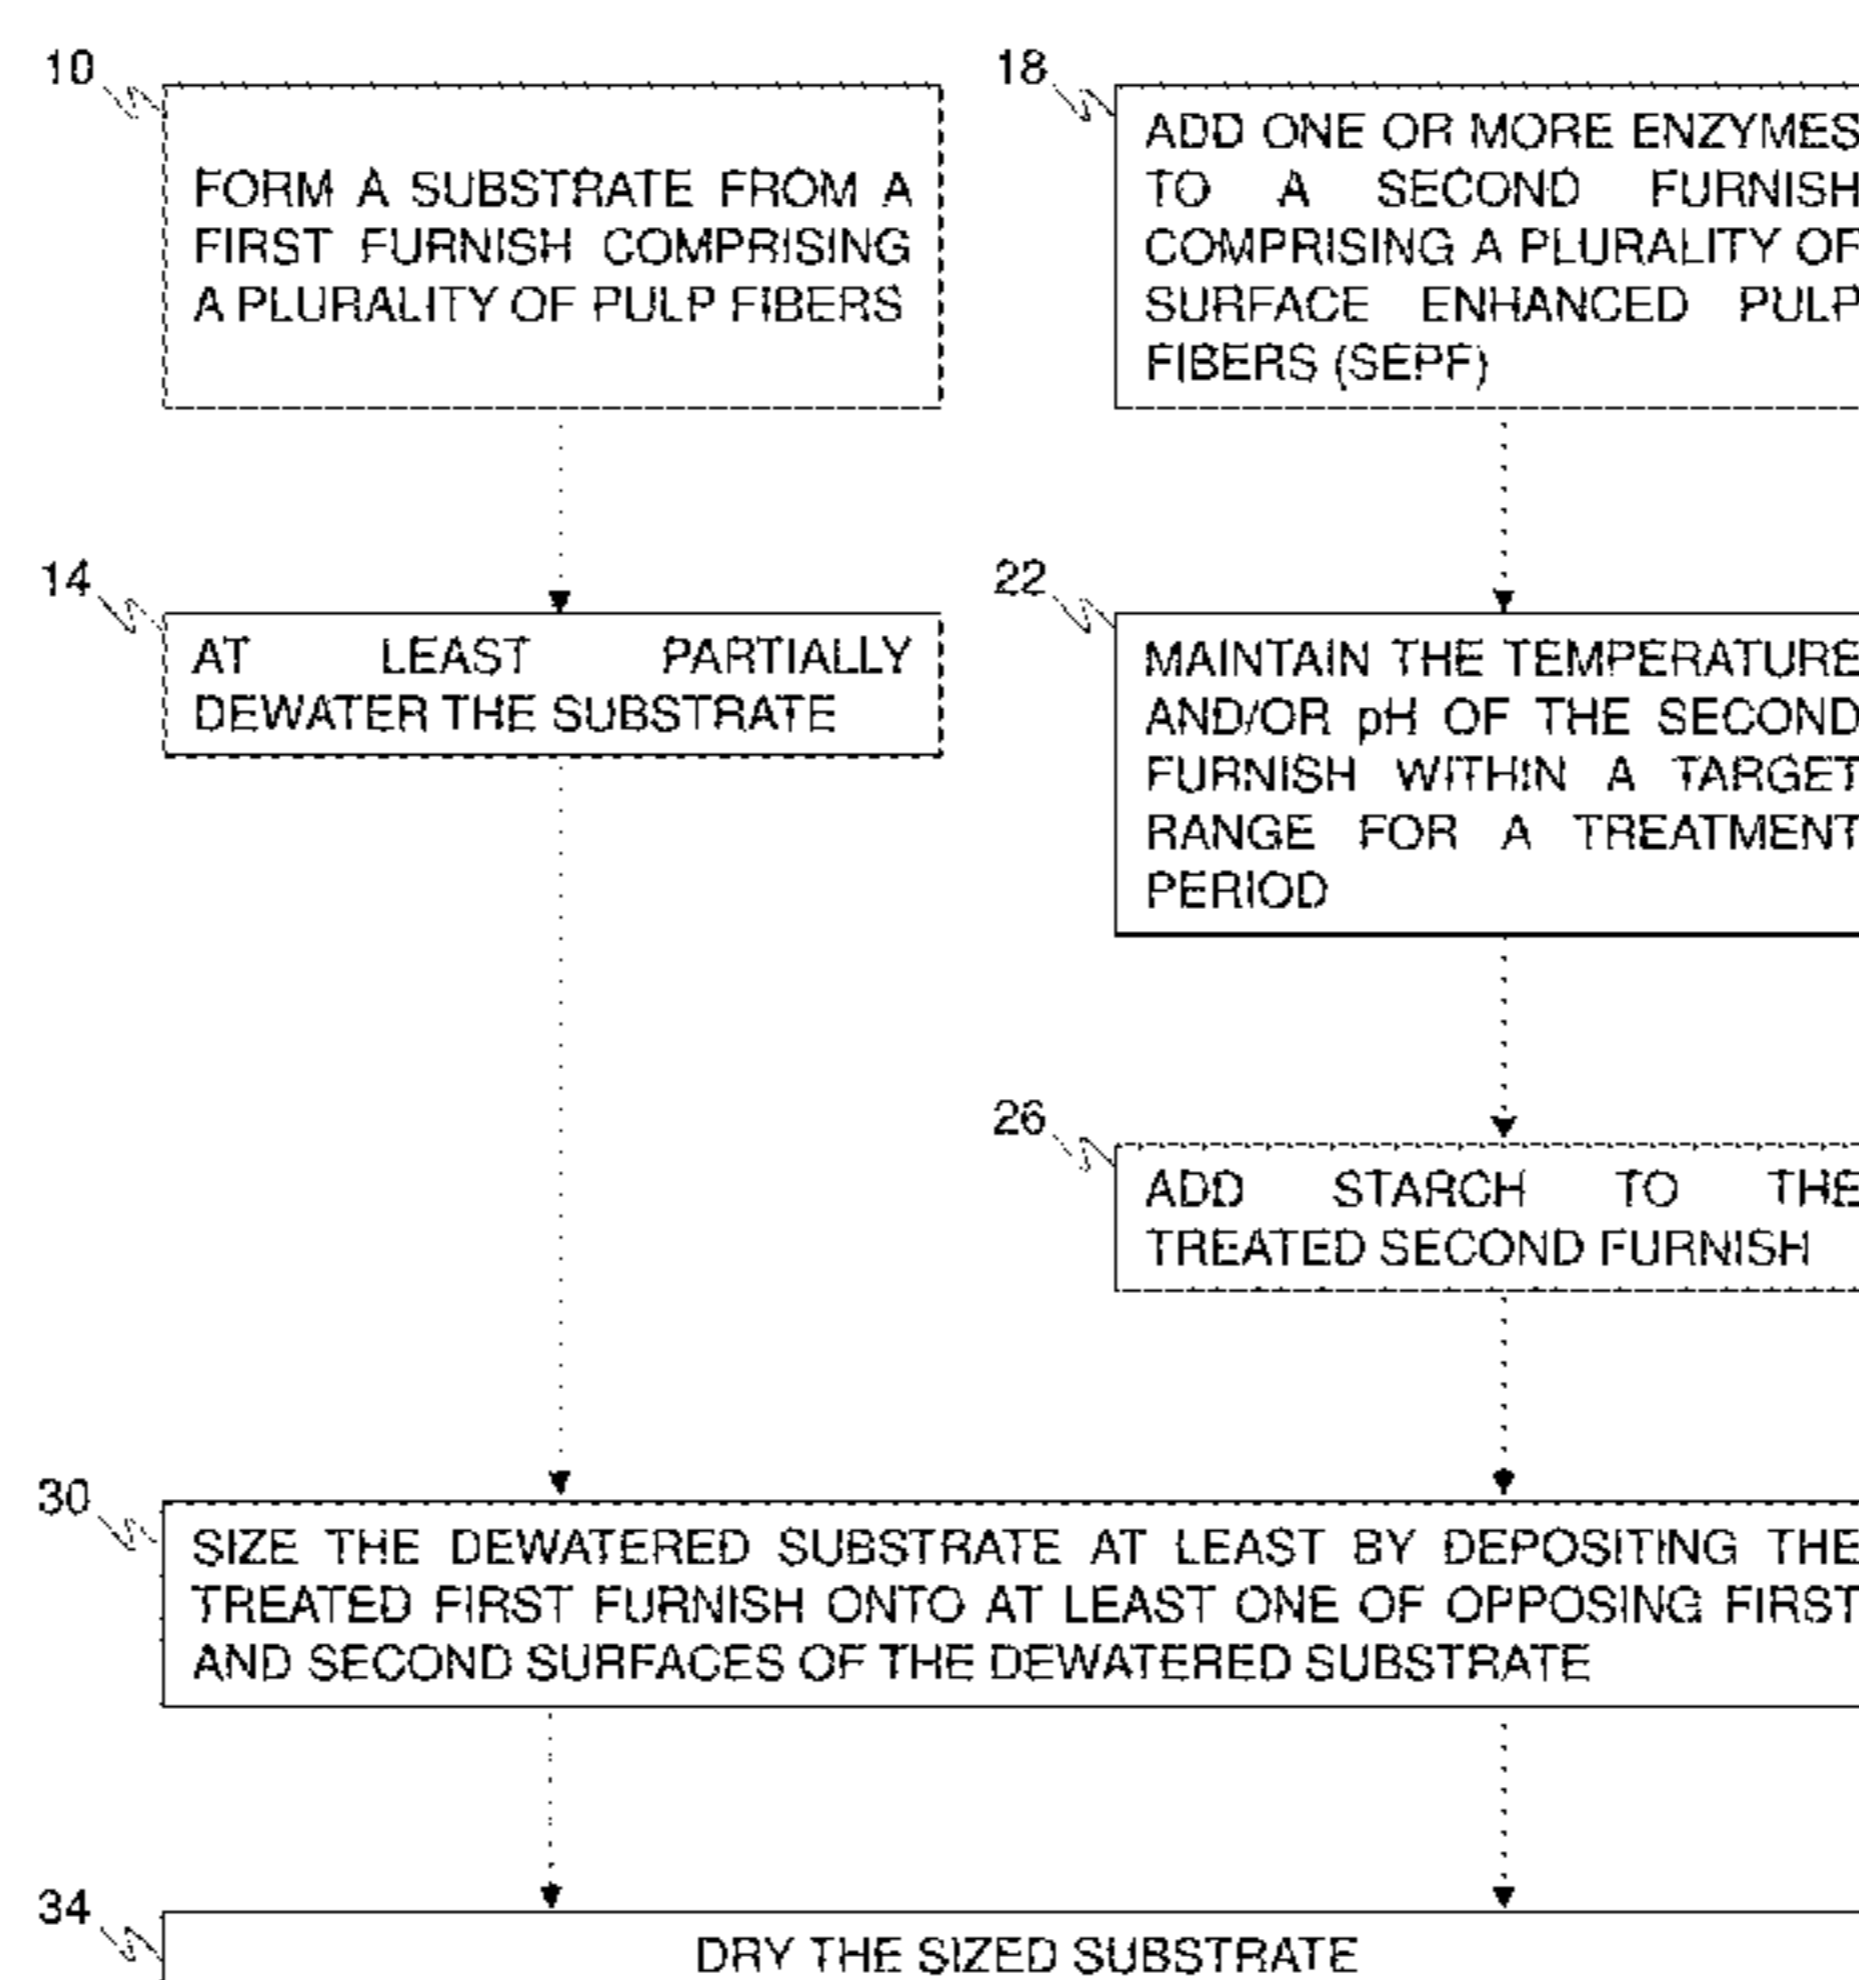 10
FORM A SUBSTRATE FROM A
FIRST FURNISH COMPRISING
A PLURALITY OF PULP FIBERS
14
AT LEAST PARTIALLY
DEWATER THE SUBSTRATE
18
ADD ONE OR MORE ENZYMES
TO A SECOND FURNISH
COMPRISING A PLURALITY OF
SURFACE ENHANCED PULP
FIBERS (SEPF)
22
MAINTAIN THE TEMPERATURE
AND/OR pH OF THE SECOND
FURNISH WITHIN A TARGET
RANGE FOR A TREATMENT
PERIOD
26
ADD STARCH TO THE
TREATED SECOND FURNISH
30
SIZE THE DEWATERED SUBSTRATE AT LEAST BY DEPOSITING THE
TREATED FIRST FURNISH ONTO AT LEAST ONE OF OPPOSING FIRST
AND SECOND SURFACES OF THE DEWATERED SUBSTRATE
34
DRY THE SIZED SUBSTRATE